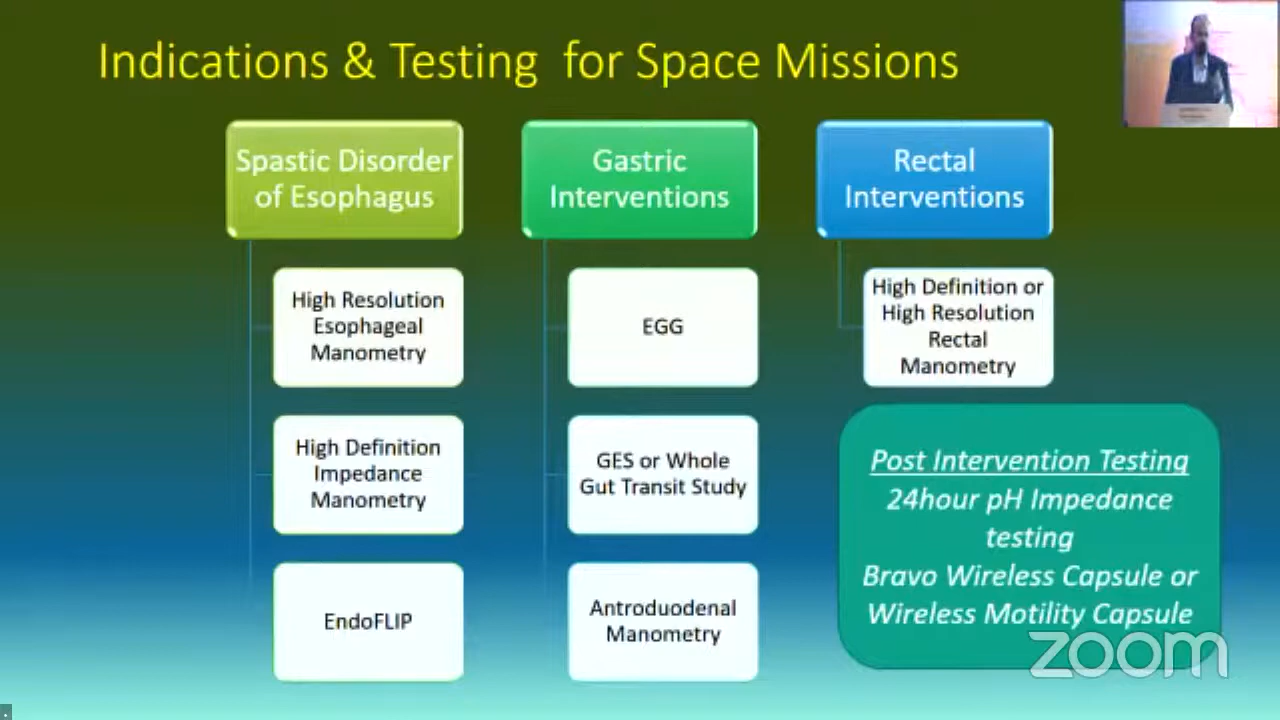 Indications & Testing for Space Missions
Spastic Disorder
of Esophagus
High Resolution
Esophageal
Manometry
High Definition
Impedance
Manometry
EndoFLIP
Gastric
Interventions
EGG
GES or Whole
Gut Transit Study
Antroduodenal
Manometry
Rectal
Interventions
High Definition or
High Resolution
Rectal
Manometry
Post Intervention Testing
24hour pH Impedance
testing
Bravo Wireless Capsule or
Wireless Motility Capsule
zoom